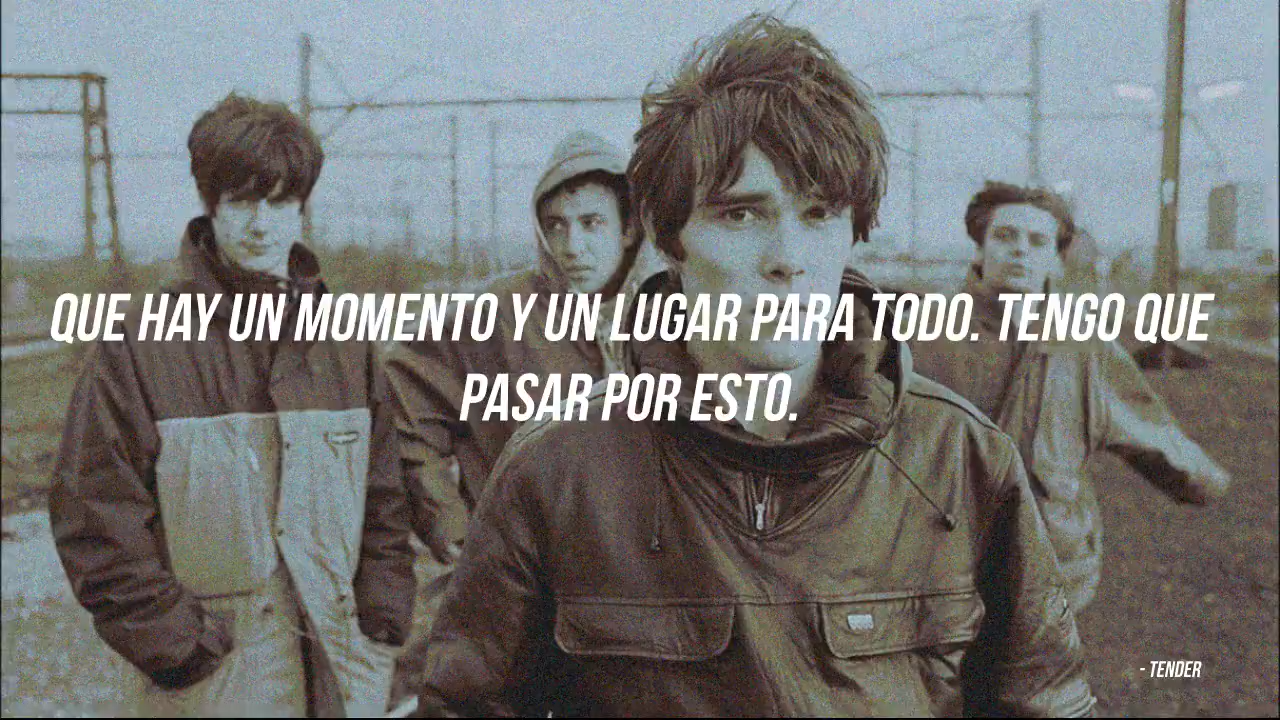 QUE HAY UN MOMENTO Y UN LUGAR PARA TODO. TENGO QUE
PASAR POR ESTO.
- TENDER